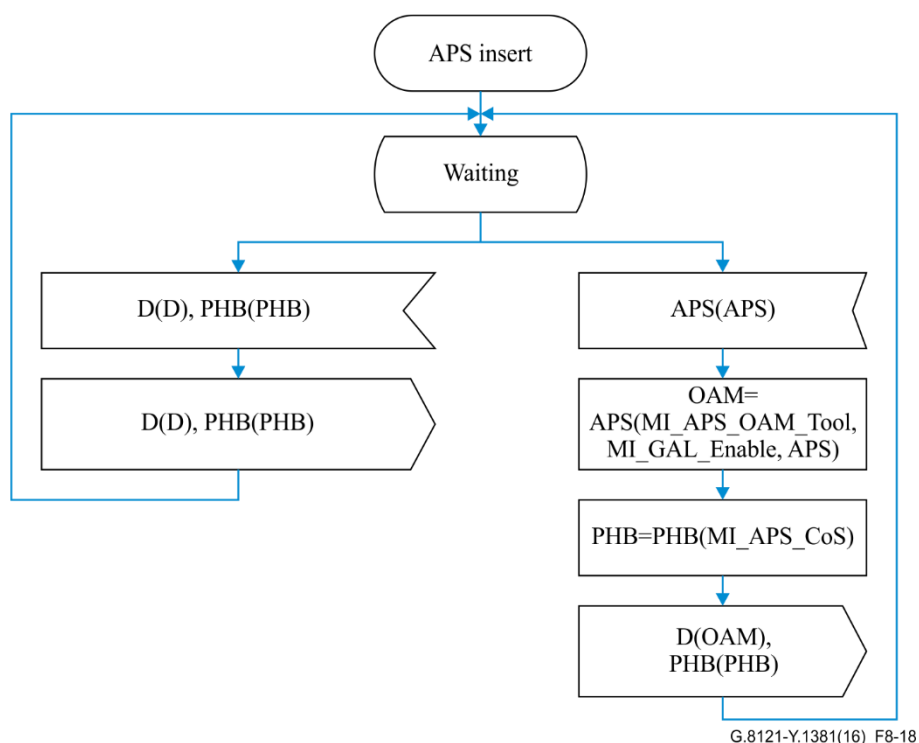 APS insert
Waiting
D(D), PHB(PHB)
D(D), PHB(PHB)
APS(APS)
OAM=
APS(MI_APS_OAM_Tool,
MI_GAL_Enable, APS)
PHB=PHB(MI_APS_CoS)
D(OAM),
PHB(PHB)
G.8121-Y.1381(16)_F8-18